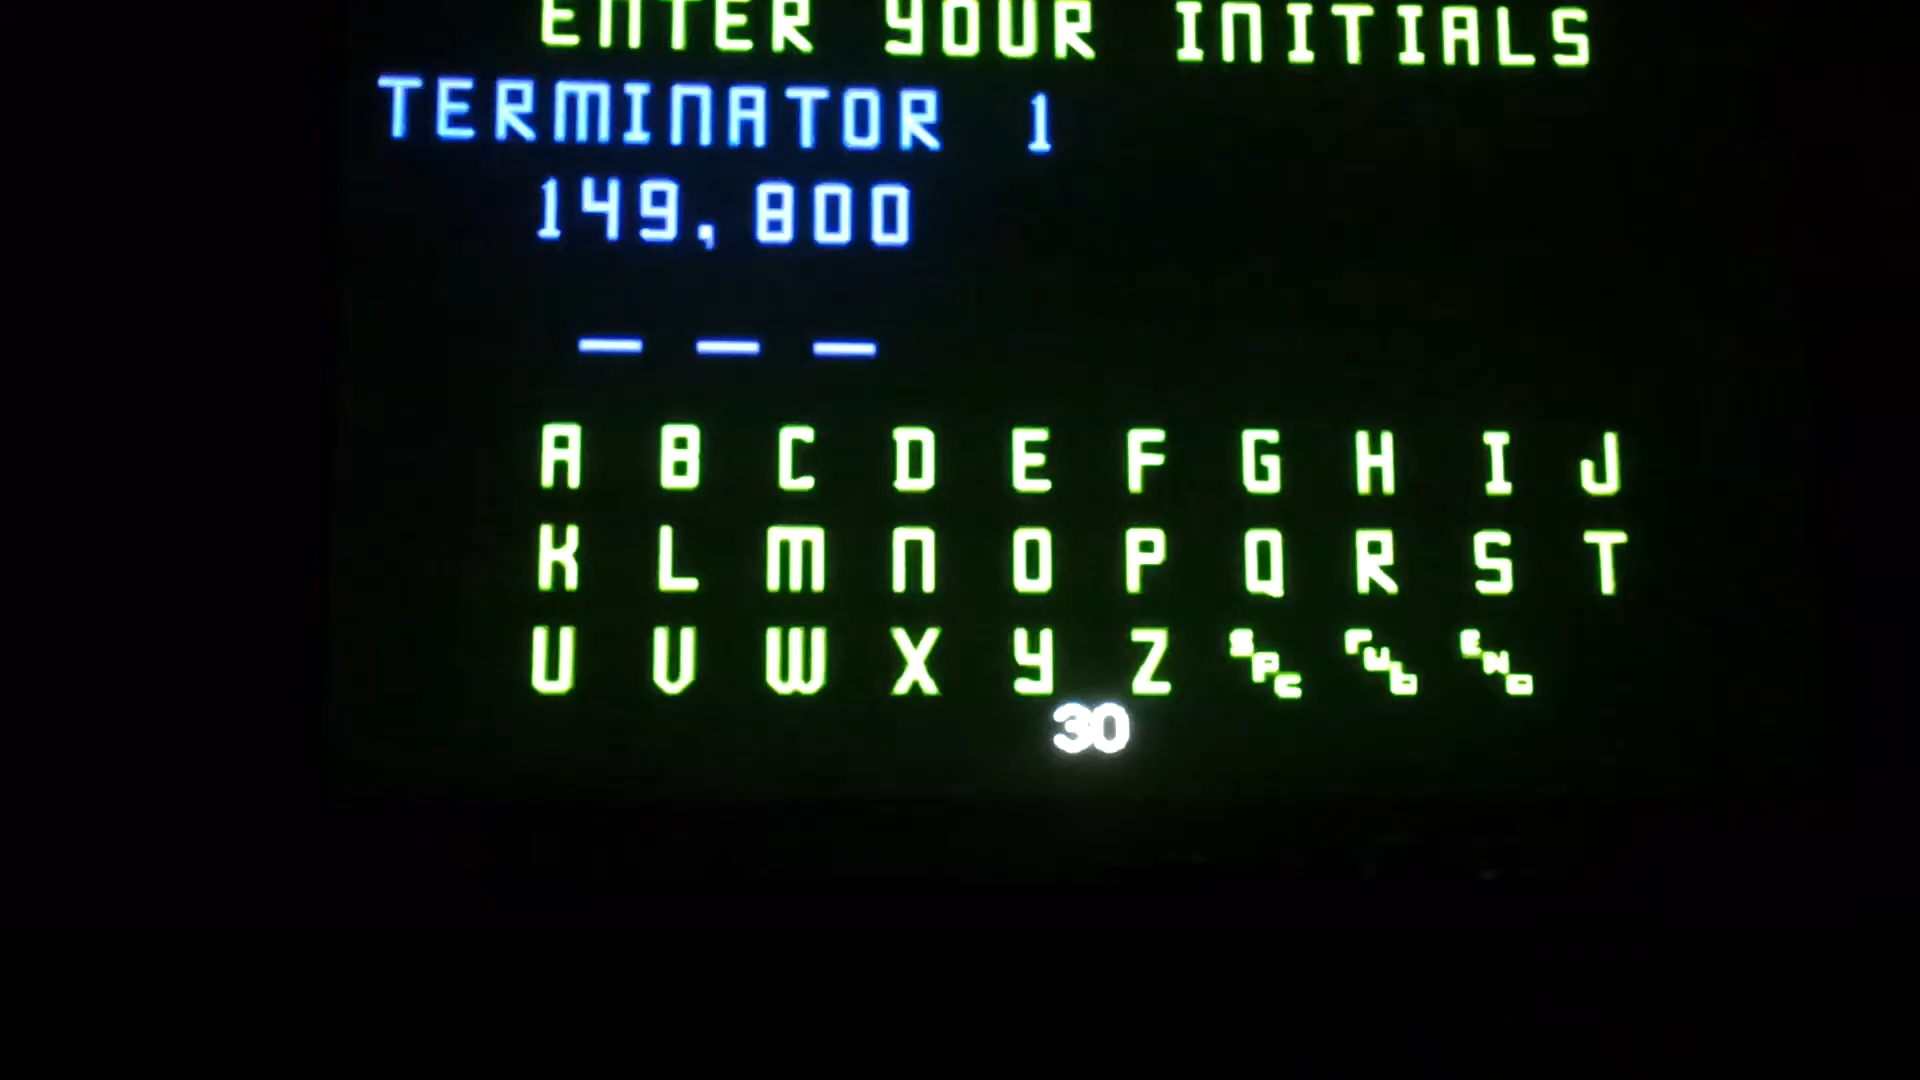 ENTER YOUR INITIALS
TERMINATOR 1
149,800
_ _ _
A B C D E F G H I J
K L M N O P Q R S T
U V W X Y Z SPC rub END
30